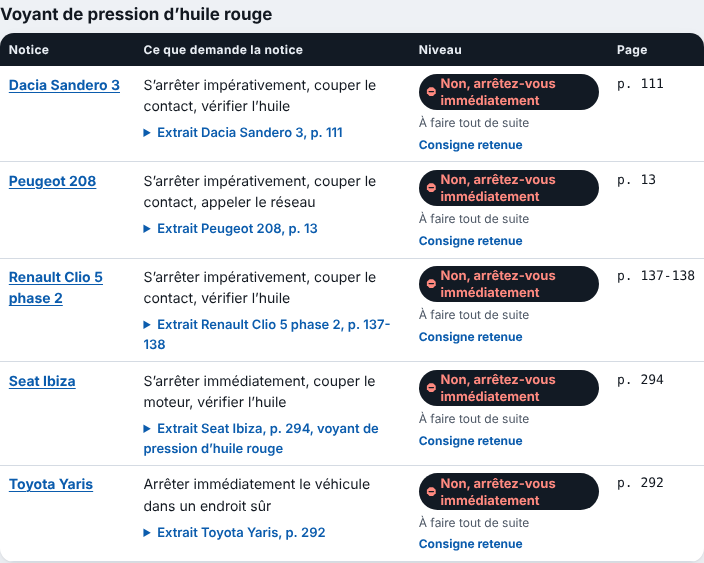 Voyant de pression d’huile rouge
Notice Ce que demande la notice Niveau Page
Dacia Sandero 3
S’arrêter impérativement, couper le
contact, vérifier l’huile
▶ Extrait Dacia Sandero 3, p. 111
Non, arrêtez-vous
immédiatement
À faire tout de suite
Consigne retenue
p. 111
Peugeot 208
S’arrêter impérativement, couper le
contact, appeler le réseau
▶ Extrait Peugeot 208, p. 13
Non, arrêtez-vous
immédiatement
À faire tout de suite
Consigne retenue
p. 13
Renault Clio 5
phase 2
S’arrêter impérativement, couper le
contact, vérifier l’huile
▶ Extrait Renault Clio 5 phase 2, p. 137-
138
Non, arrêtez-vous
immédiatement
À faire tout de suite
Consigne retenue
p. 137-138
Seat Ibiza
S’arrêter immédiatement, couper le
moteur, vérifier l’huile
▶ Extrait Seat Ibiza, p. 294, voyant de
pression d’huile rouge
Non, arrêtez-vous
immédiatement
À faire tout de suite
Consigne retenue
p. 294
Toyota Yaris
Arrêter immédiatement le véhicule
dans un endroit sûr
▶ Extrait Toyota Yaris, p. 292
Non, arrêtez-vous
immédiatement
À faire tout de suite
Consigne retenue
p. 292